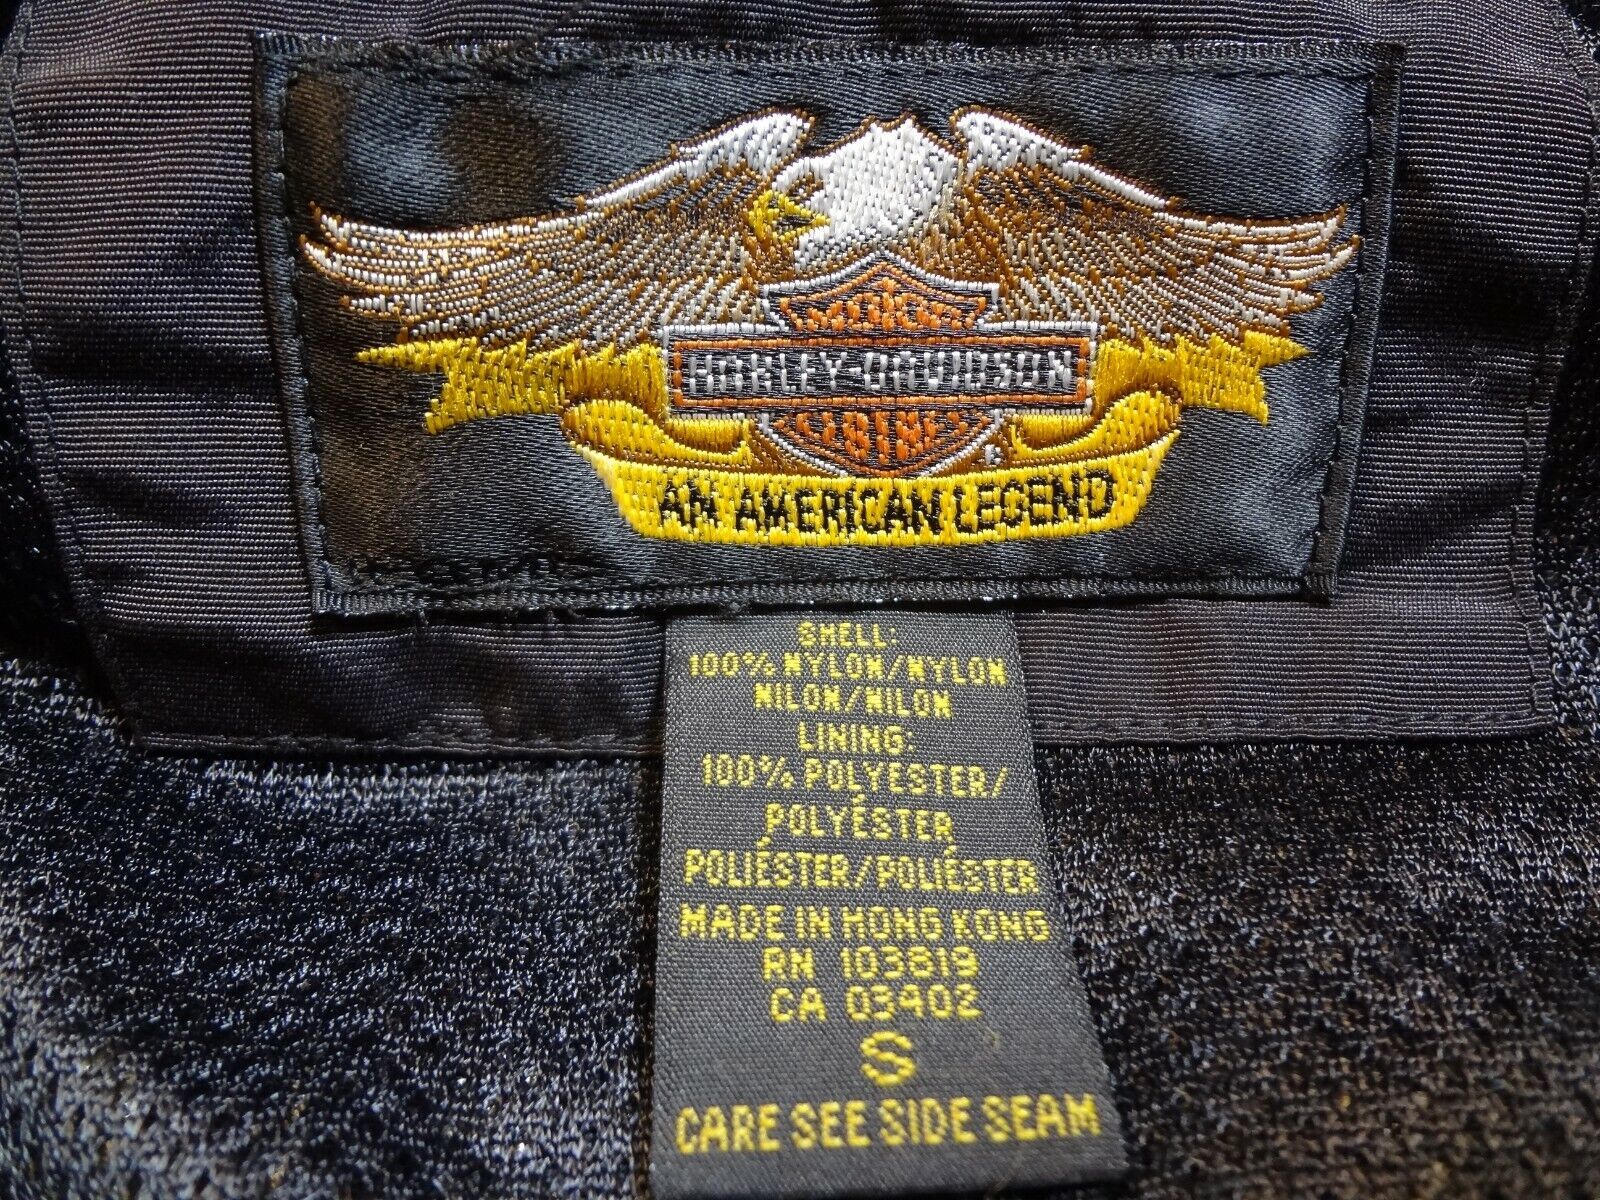 MOTOR
HARLEY-DAVIDSON
AN AMERICAN LEGEND
SHELL:
100% NYLON/NYLON
NILON/NILON
LINING:
100% POLYESTER/
POLYÉSTER
POLIÉSTER/POLIÉSTER
MADE IN HONG KONG
RN 103819
CA 03402
S
CARE SEE SIDE SEAM